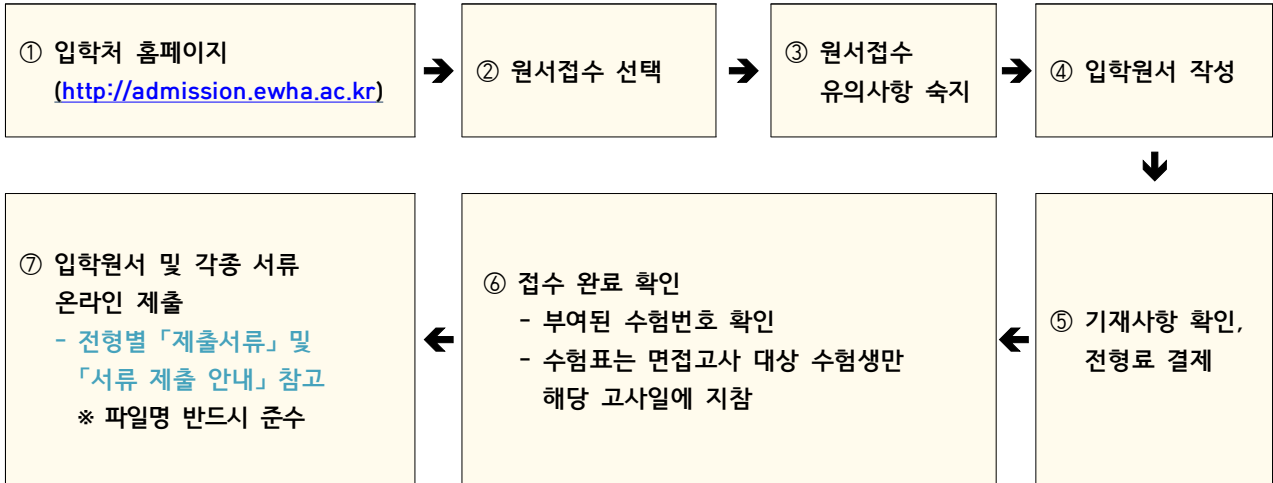 ① 입학처 홈페이지
(http://admission.ewha.ac.kr)
② 원서접수 선택
③ 원서접수
유의사항 숙지
④ 입학원서 작성
⑤ 기재사항 확인,
전형료 결제
⑥ 접수 완료 확인
- 부여된 수험번호 확인
- 수험표는 면접고사 대상 수험생만
해당 고사일에 지참
⑦ 입학원서 및 각종 서류
온라인 제출
- 전형별 「제출서류」 및
「서류 제출 안내」 참고
※ 파일명 반드시 준수